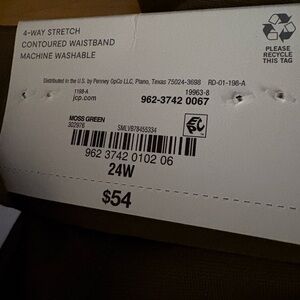 4-WAY STRETCH
CONTOURED WAISTBAND
MACHINE WASHABLE
PLEASE
RECYCLE
THIS TAG
Distributed in the U.S. by Penney OpCo LLC, Plano, Texas 75024-3698 RD-01-198-A
1198-A 19963-8
jcp.com 962-3742 0067
MOSS GREEN
302976 SMLVB78455334
962 3742 0102 06
24W
$54